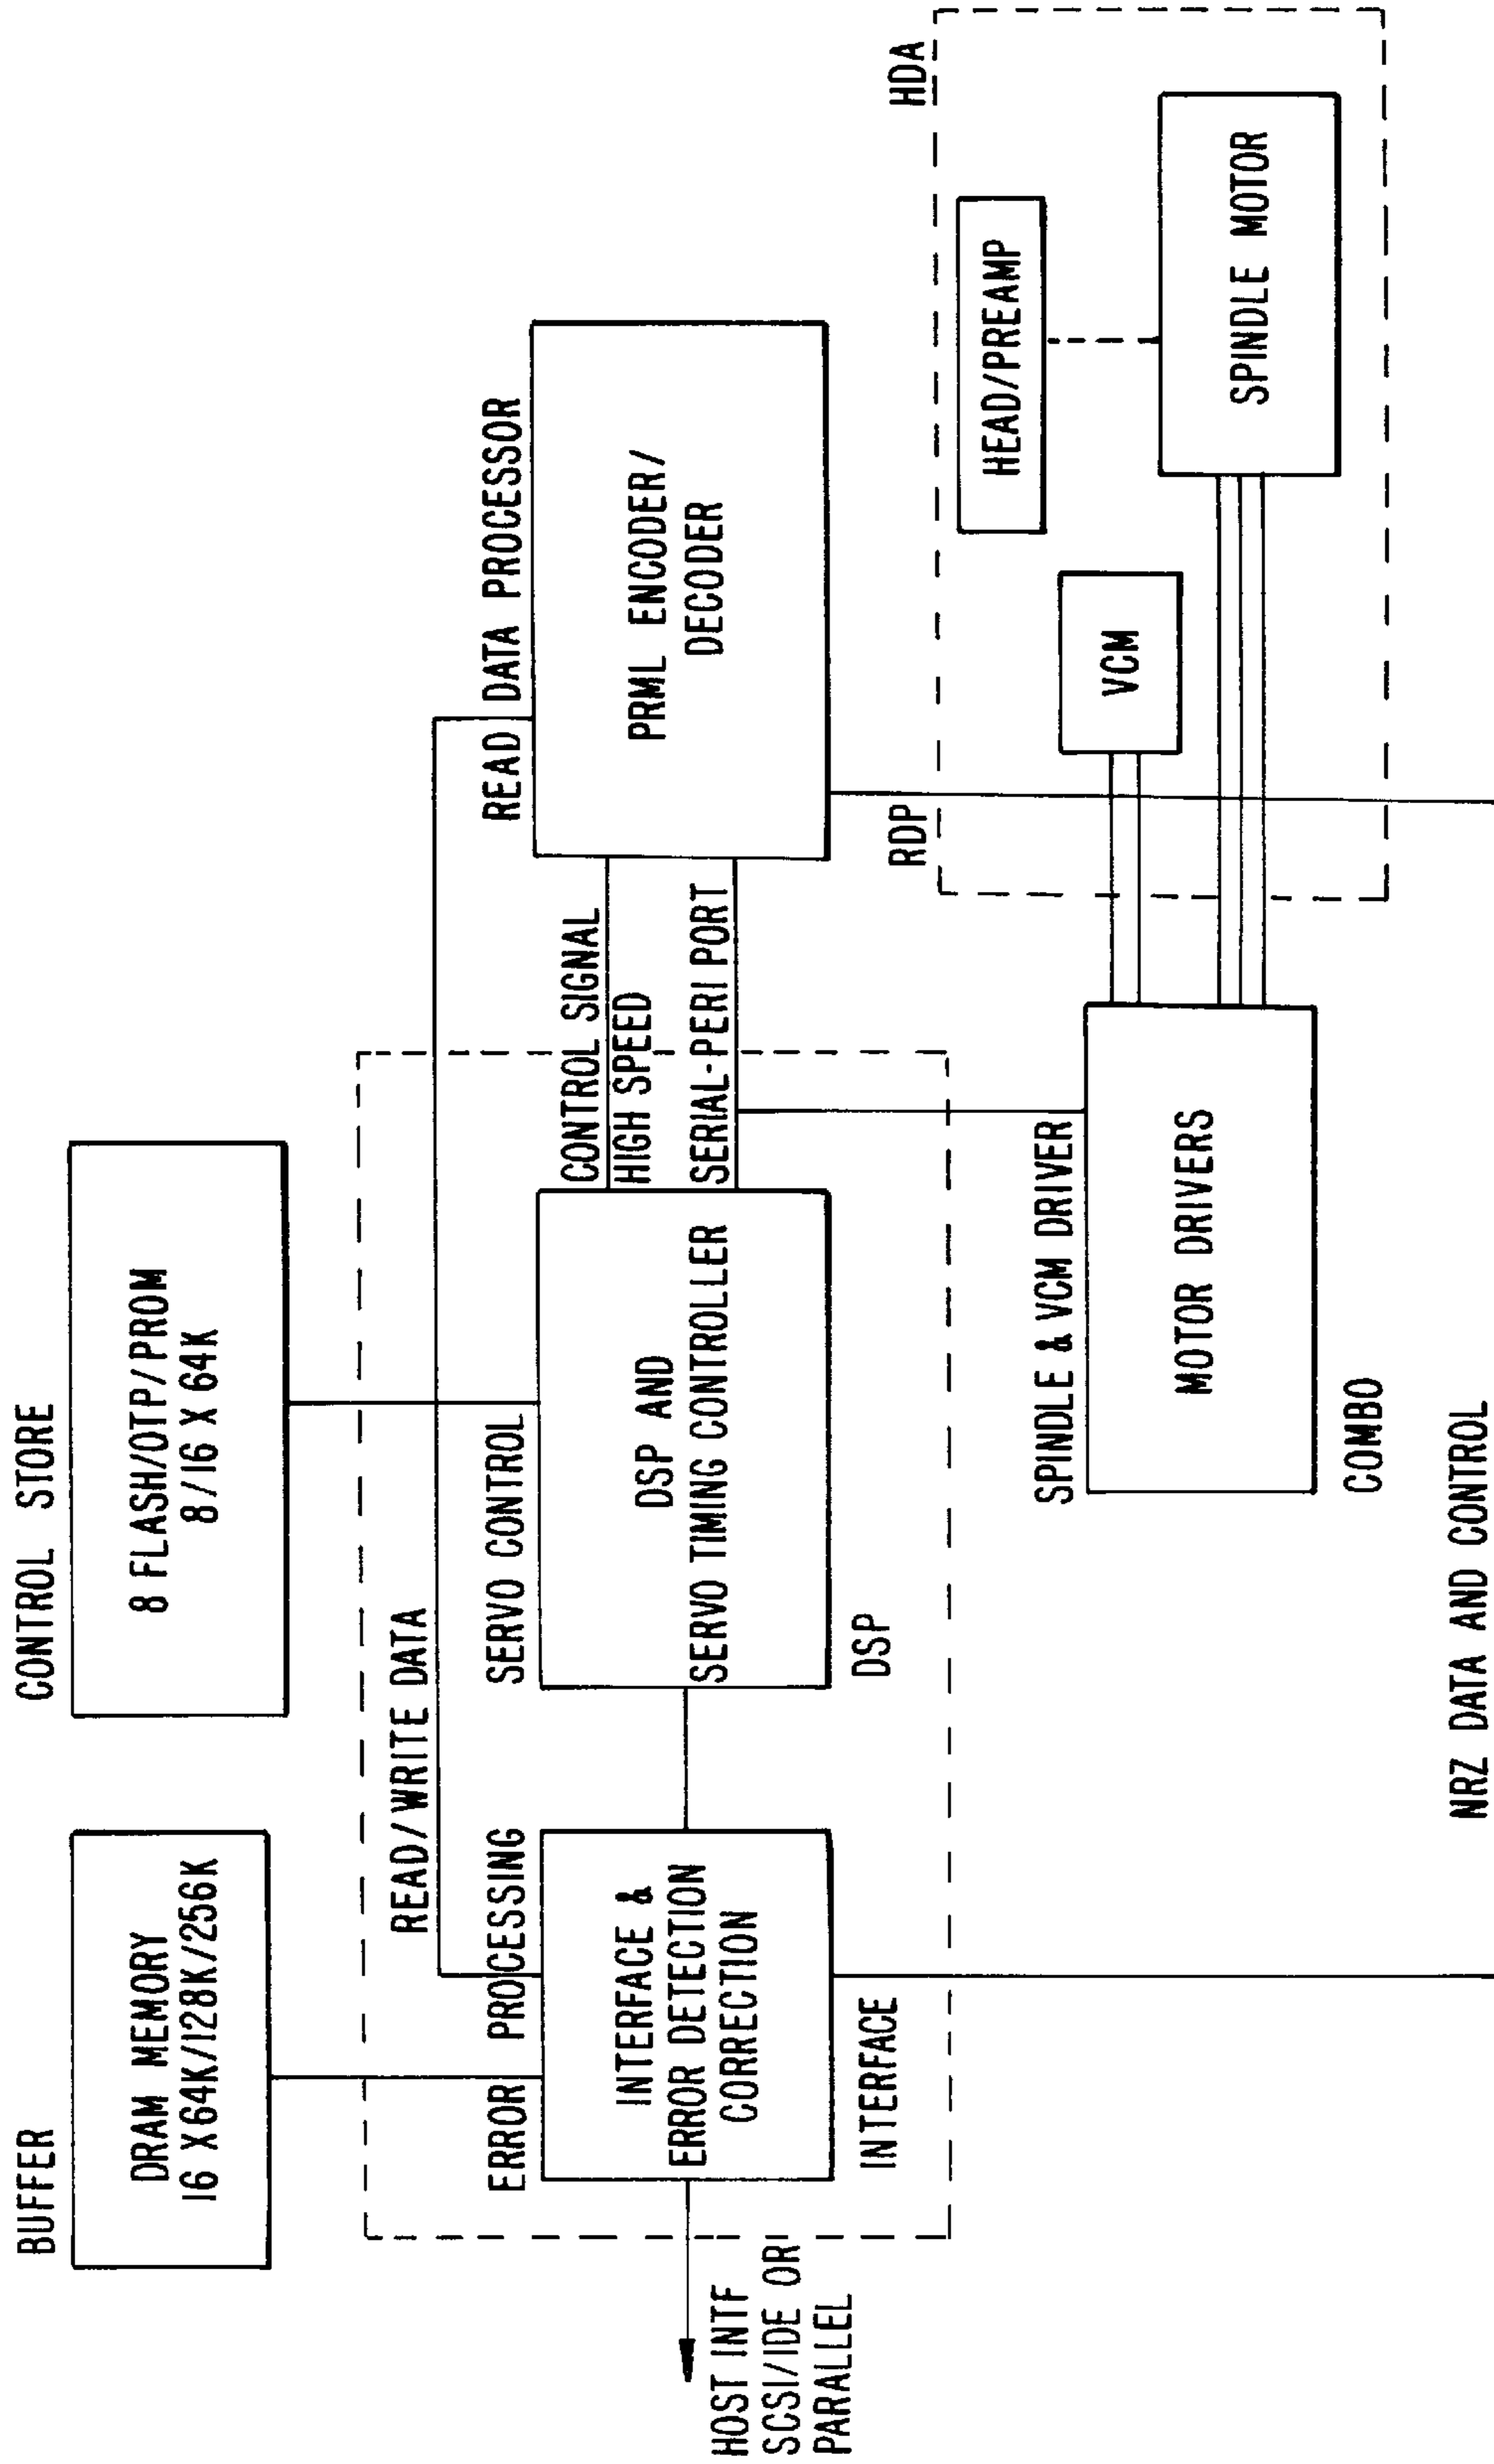 BUFFER
DRAM MEMORY
16 X 64K/128K/256K
CONTROL STORE
8 FLASH/OTP/PROM
8/16 X 64K
READ/WRITE DATA
ERROR PROCESSING
INTERFACE &
ERROR DETECTION
CORRECTION
INTERFACE
HOST INTF
SCSI/IDE OR
PARALLEL
SERVO CONTROL
DSP AND
SERVO TIMING CONTROLLER
DSP
CONTROL SIGNAL
HIGH SPEED
SERIAL-PERI PORT
READ DATA PROCESSOR
PRML ENCODER/
DECODER
RDP
HDA
SPINDLE & VCM DRIVER
MOTOR DRIVERS
COMBO
VCM
HEAD/PREAMP
SPINDLE MOTOR
NRZ DATA AND CONTROL